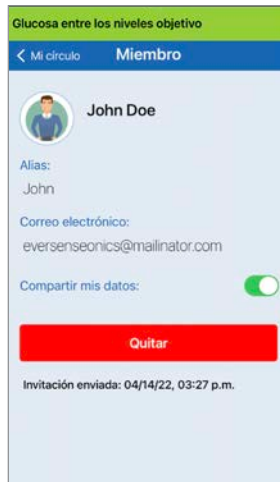 Glucosa entre los niveles objetivo
Mi círculo Miembro
John Doe
Alias:
John
Correo electrónico:
eversenseonics@mailinator.com
Compartir mis datos:
Quitar
Invitación enviada: 04/14/22, 03:27 p.m.